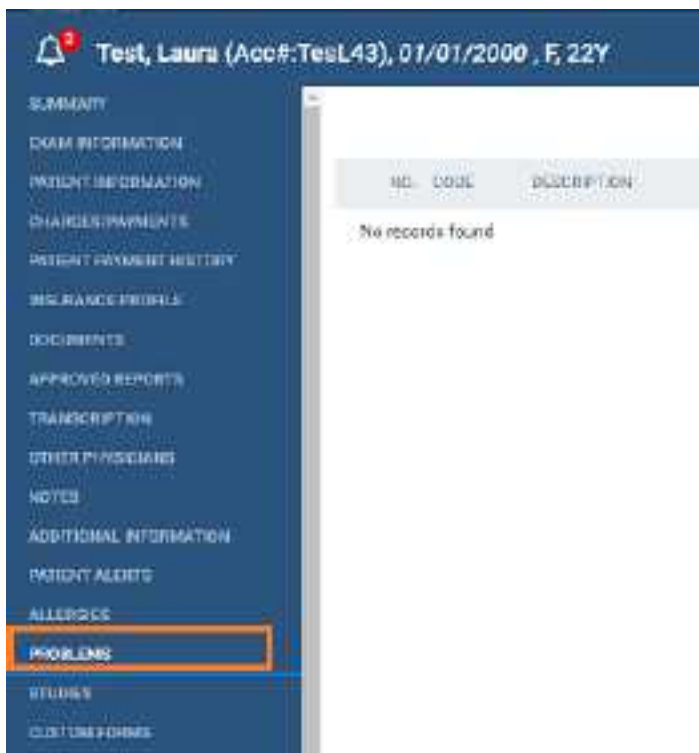 2
Test, Laura (Acc#:TesL43), 01/01/2000 , F, 22Y
SUMMARY
EXAM INFORMATION
PATIENT INFORMATION
CHARGES/PAYMENTS
PATIENT PAYMENT HISTORY
INSURANCE PROFILE
DOCUMENTS
APPROVED REPORTS
TRANSCRIPTION
OTHER PHYSICIANS
NOTES
ADDITIONAL INFORMATION
PATIENT ALERTS
ALLERGIES
PROBLEMS
STUDIES
CUSTOM FORMS
NO. CODE DESCRIPTION
No records found